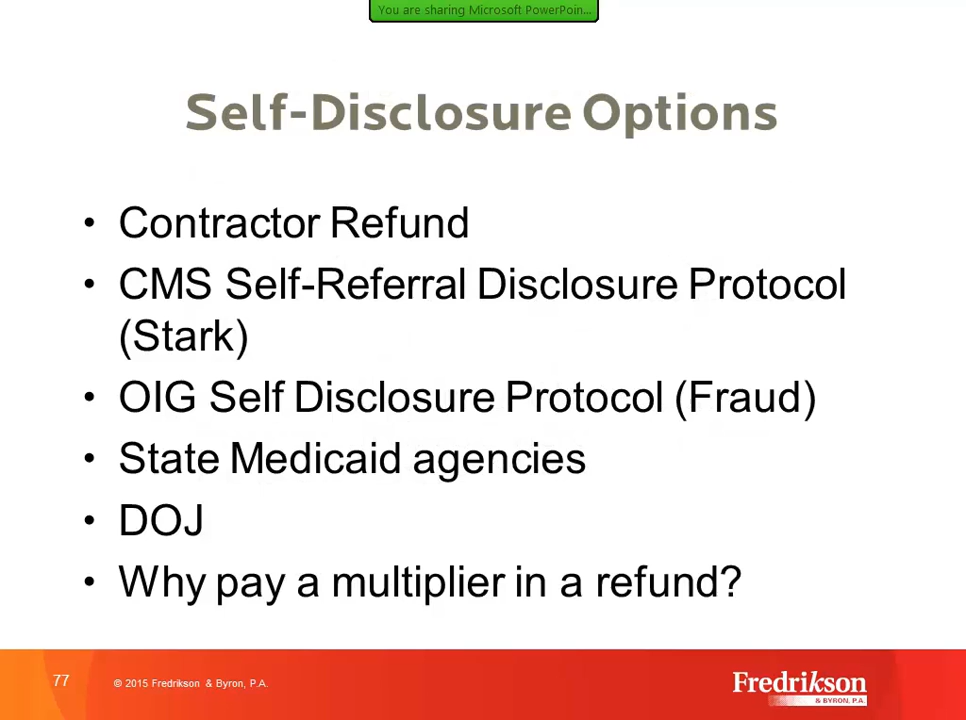 You are sharing Microsoft PowerPoin...
Self-Disclosure Options
• Contractor Refund
• CMS Self-Referral Disclosure Protocol
(Stark)
• OIG Self Disclosure Protocol (Fraud)
• State Medicaid agencies
• DOJ
• Why pay a multiplier in a refund?
77
© 2015 Fredrikson & Byron, P.A.
Fredrikson
& BYRON, P.A.